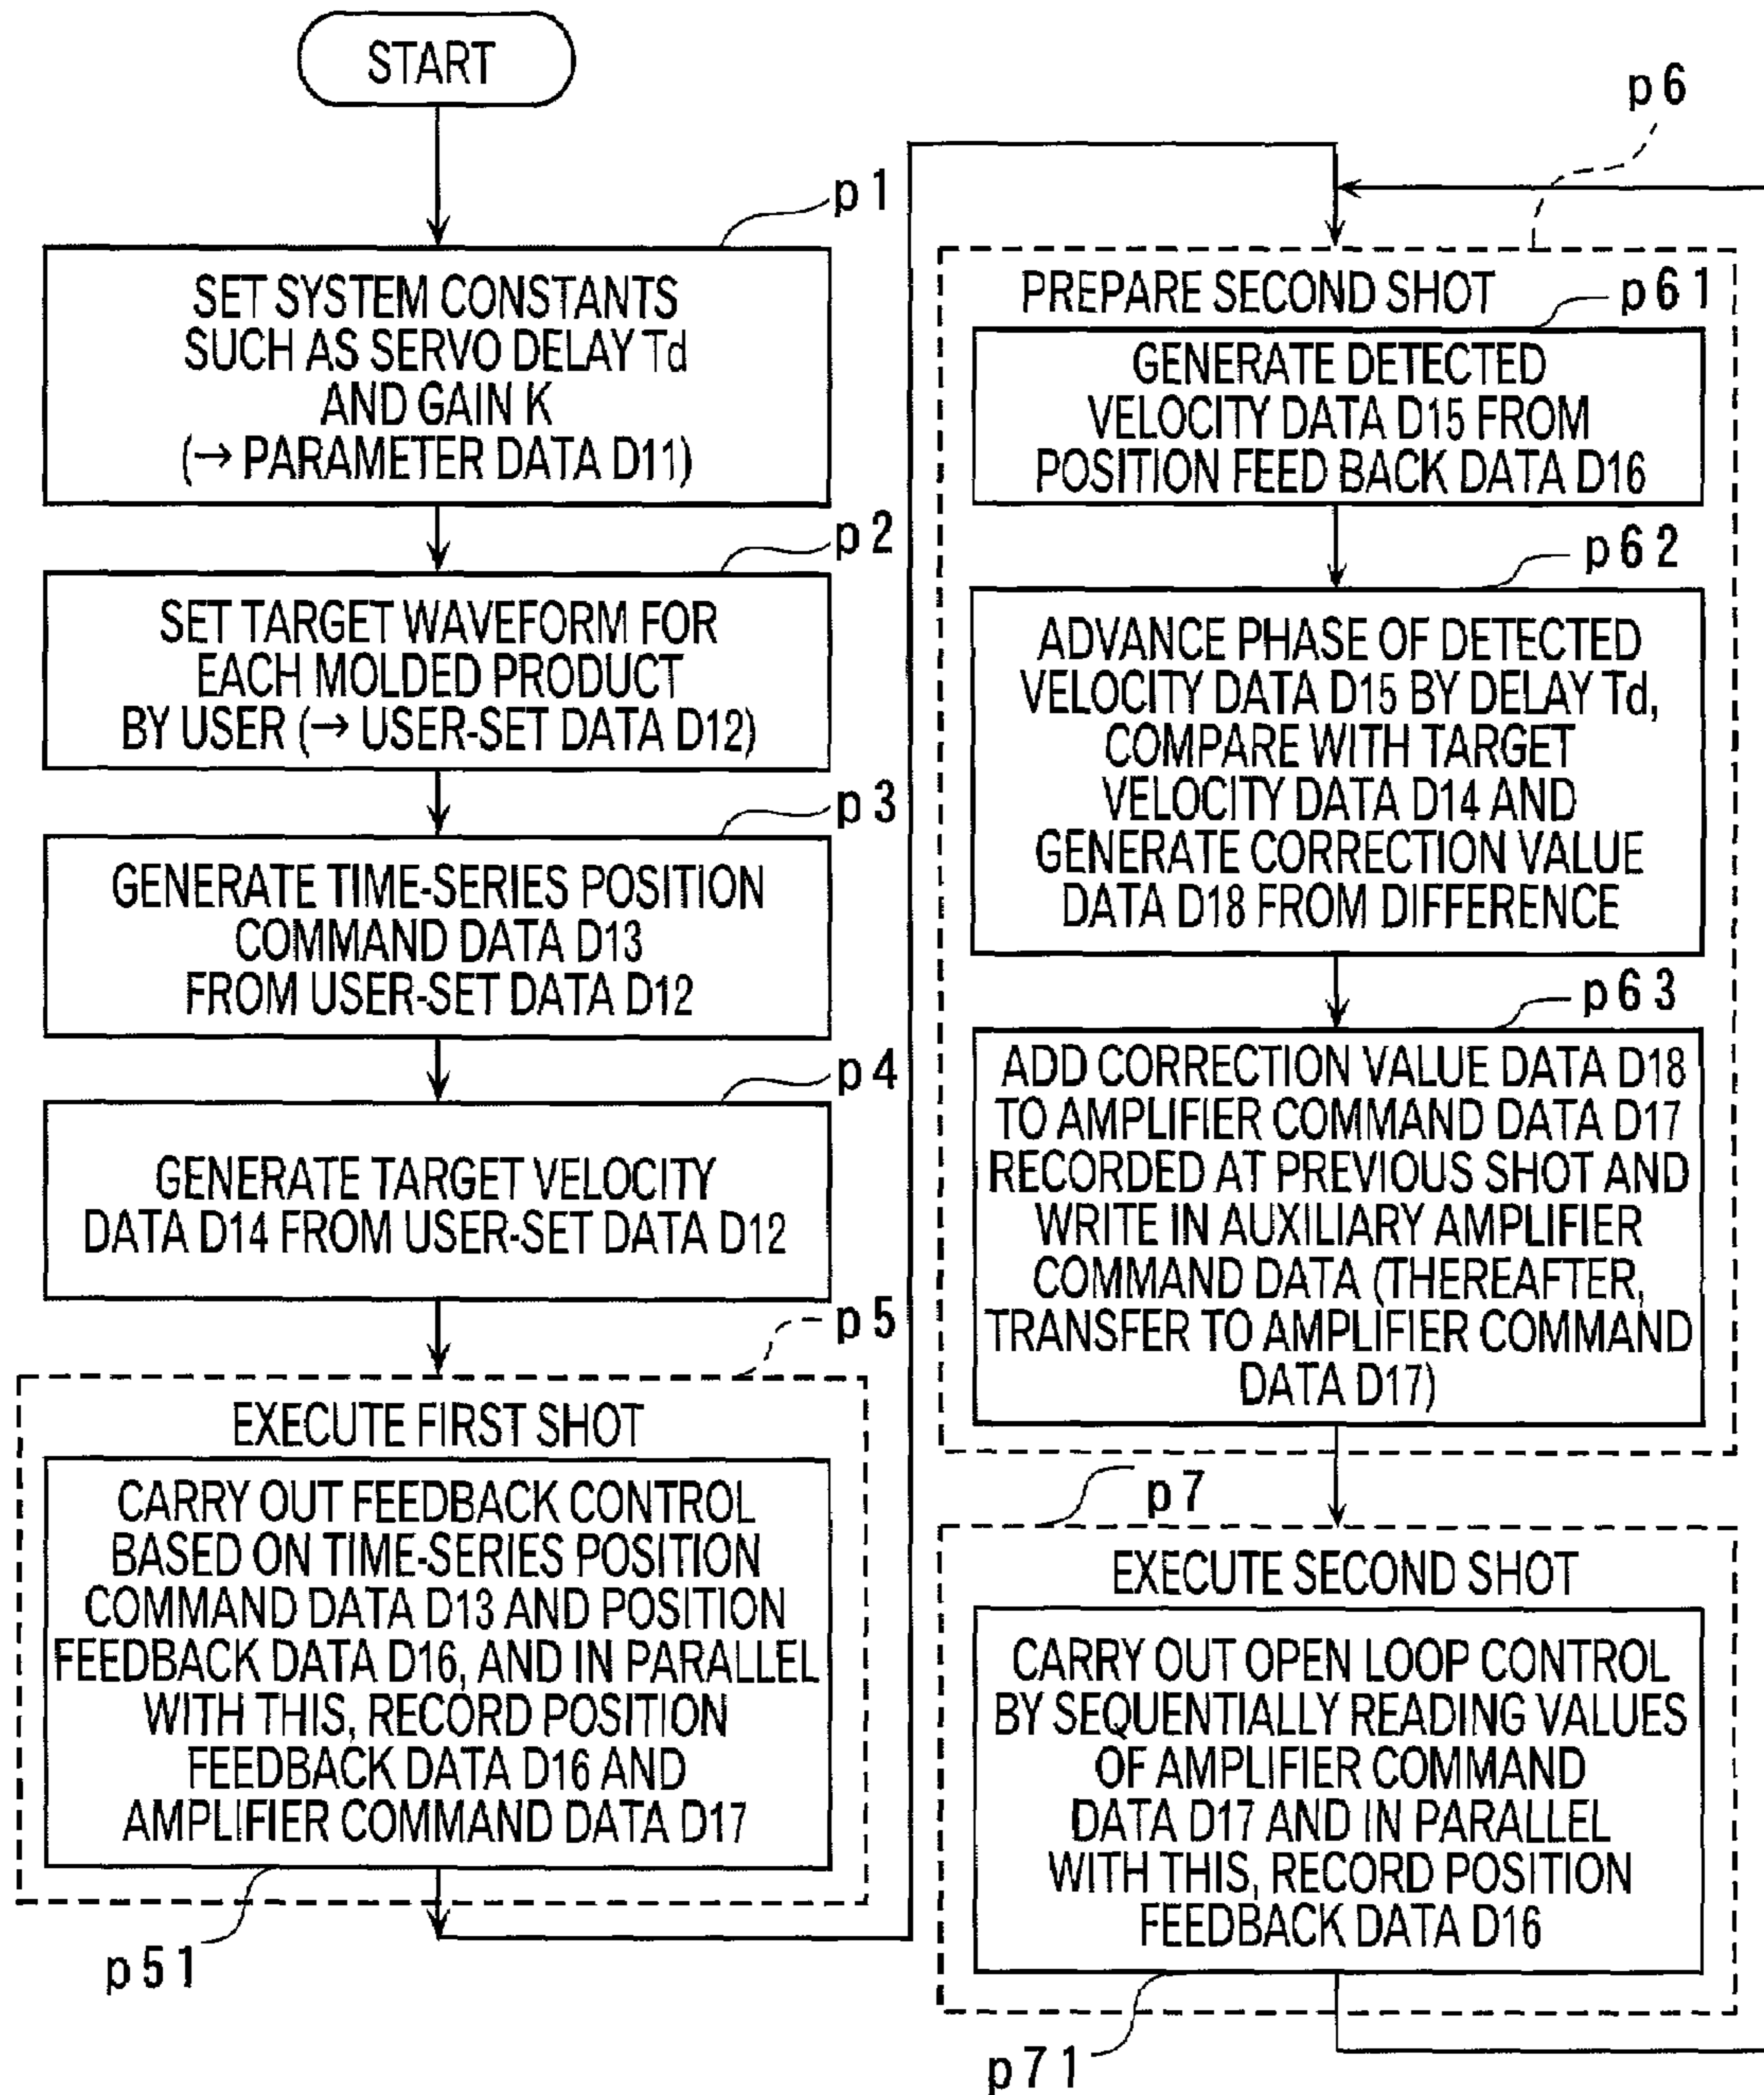 START
p1
SET SYSTEM CONSTANTS
SUCH AS SERVO DELAY Td
AND GAIN K
(→ PARAMETER DATA D11)
p2
SET TARGET WAVEFORM FOR
EACH MOLDED PRODUCT
BY USER (→ USER-SET DATA D12)
p3
GENERATE TIME-SERIES POSITION
COMMAND DATA D13
FROM USER-SET DATA D12
p4
GENERATE TARGET VELOCITY
DATA D14 FROM USER-SET DATA D12
p5
EXECUTE FIRST SHOT
CARRY OUT FEEDBACK CONTROL
BASED ON TIME-SERIES POSITION
COMMAND DATA D13 AND POSITION
FEEDBACK DATA D16, AND IN PARALLEL
WITH THIS, RECORD POSITION
FEEDBACK DATA D16 AND
AMPLIFIER COMMAND DATA D17
p51
p6
PREPARE SECOND SHOT
p61
GENERATE DETECTED
VELOCITY DATA D15 FROM
POSITION FEED BACK DATA D16
p62
ADVANCE PHASE OF DETECTED
VELOCITY DATA D15 BY DELAY Td,
COMPARE WITH TARGET
VELOCITY DATA D14 AND
GENERATE CORRECTION VALUE
DATA D18 FROM DIFFERENCE
p63
ADD CORRECTION VALUE DATA D18
TO AMPLIFIER COMMAND DATA D17
RECORDED AT PREVIOUS SHOT AND
WRITE IN AUXILIARY AMPLIFIER
COMMAND DATA (THEREAFTER,
TRANSFER TO AMPLIFIER COMMAND
DATA D17)
p7
EXECUTE SECOND SHOT
CARRY OUT OPEN LOOP CONTROL
BY SEQUENTIALLY READING VALUES
OF AMPLIFIER COMMAND
DATA D17 AND IN PARALLEL
WITH THIS, RECORD POSITION
FEEDBACK DATA D16
p71